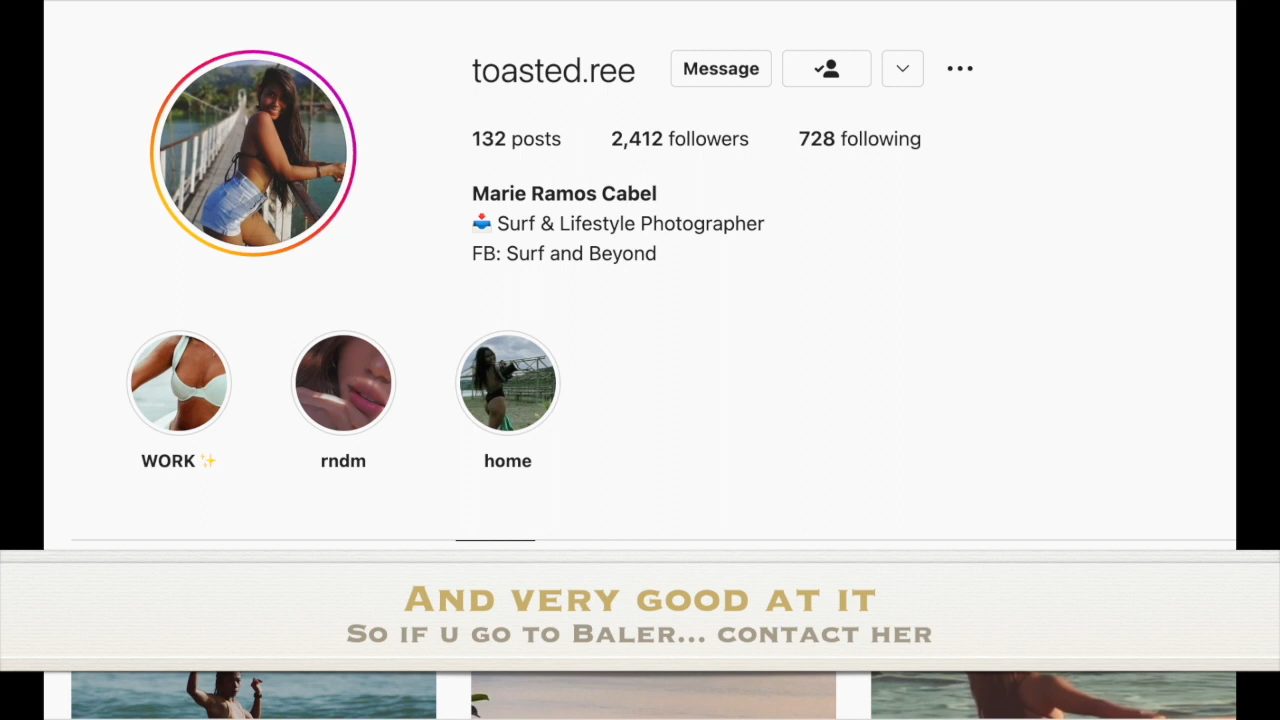 toasted.ree Message
132 posts 2,412 followers 728 following
Marie Ramos Cabel
📥 Surf & Lifestyle Photographer
FB: Surf and Beyond
WORK ✨ rndm home
And very good at it
So if u go to Baler... contact her